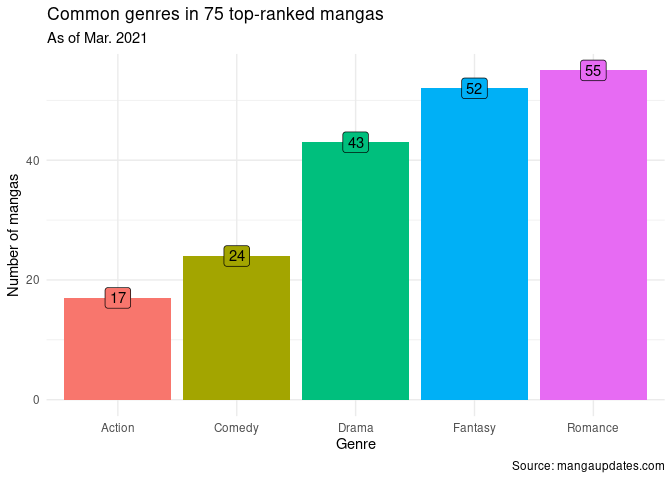 Common genres in 75 top-ranked mangas
As of Mar. 2021
Number of mangas
40
20
0
17
24
43
52
55
Action Comedy Drama Fantasy Romance
Genre
Source: mangaupdates.com